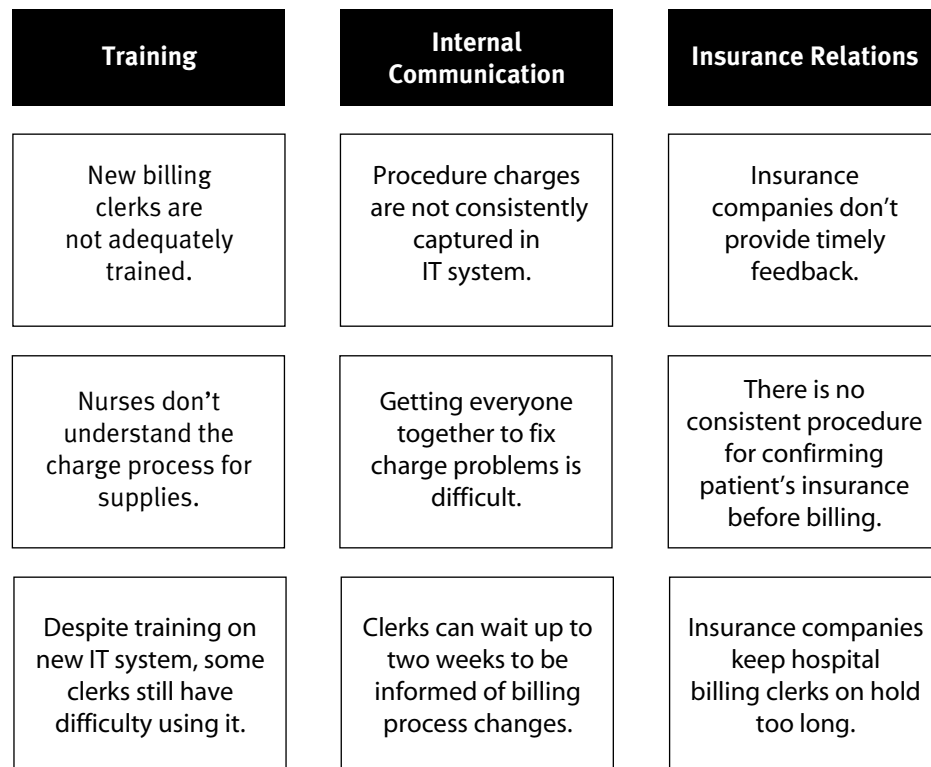 Training
Internal
Communication
Insurance Relations
New billing
clerks are
not adequately
trained.
Procedure charges
are not consistently
captured in
IT system.
Insurance
companies don’t
provide timely
feedback.
Nurses don’t
understand the
charge process for
supplies.
Getting everyone
together to fix
charge problems is
difficult.
There is no
consistent procedure
for confirming
patient’s insurance
before billing.
Despite training on
new IT system, some
clerks still have
difficulty using it.
Clerks can wait up to
two weeks to be
informed of billing
process changes.
Insurance companies
keep hospital
billing clerks on hold
too long.